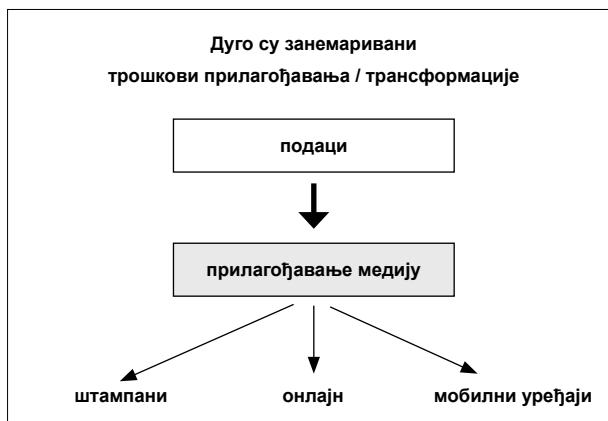 Дуго су занемаривани
трошкови прилагођавања / трансформације
подаци
прилагођавање медију
штампани онлајн мобилни уређаји